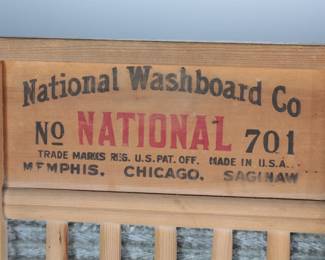 National Washboard Co
No NATIONAL 701
TRADE MARKS REG. U.S. PAT. OFF. MADE IN U.S.A.
MEMPHIS. CHICAGO. SAGINAW